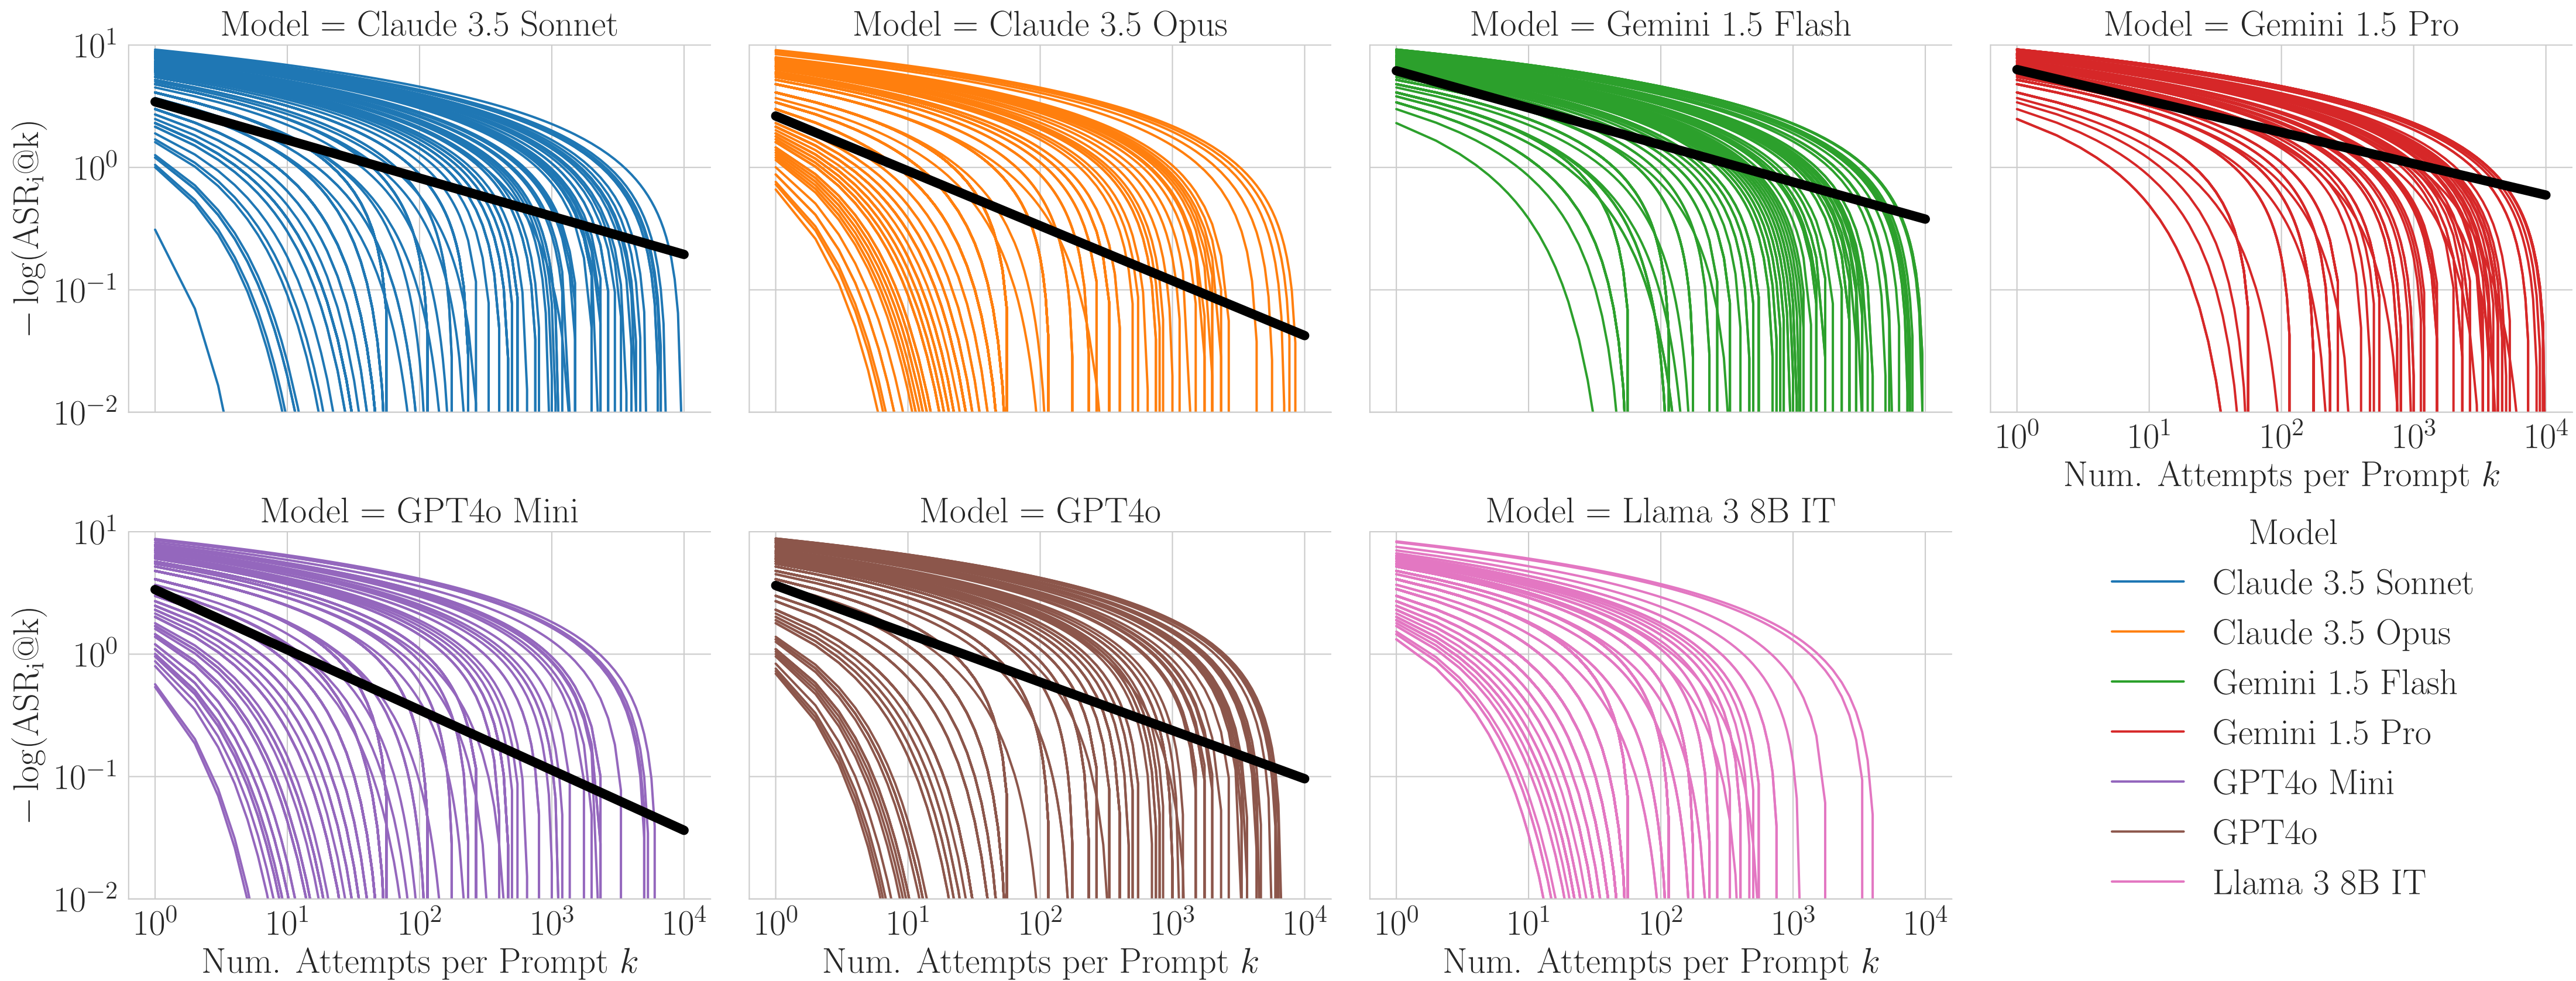 Model = Claude 3.5 Sonnet
Model = Claude 3.5 Opus
Model = Gemini 1.5 Flash
Model = Gemini 1.5 Pro
10^1
10^0
10^{-1}
10^{-2}
− log(ASR_i@k)
10^0 10^1 10^2 10^3 10^4
Num. Attempts per Prompt k
Model = GPT4o Mini
Model = GPT4o
Model = Llama 3 8B IT
10^1
10^0
10^{-1}
10^{-2}
− log(ASR_i@k)
10^0 10^1 10^2 10^3 10^4
Num. Attempts per Prompt k
10^0 10^1 10^2 10^3 10^4
Num. Attempts per Prompt k
10^0 10^1 10^2 10^3 10^4
Num. Attempts per Prompt k
Model
Claude 3.5 Sonnet
Claude 3.5 Opus
Gemini 1.5 Flash
Gemini 1.5 Pro
GPT4o Mini
GPT4o
Llama 3 8B IT